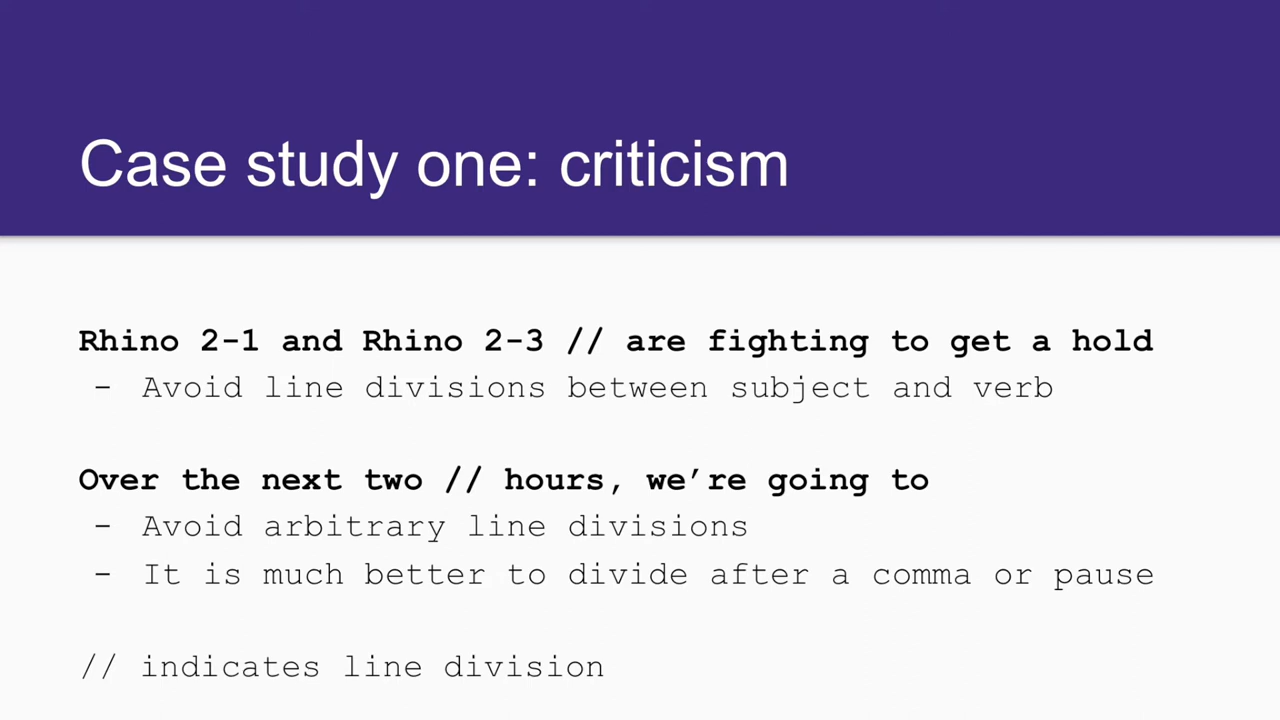 Case study one: criticism
Rhino 2-1 and Rhino 2-3 // are fighting to get a hold
- Avoid line divisions between subject and verb
Over the next two // hours, we’re going to
- Avoid arbitrary line divisions
- It is much better to divide after a comma or pause
// indicates line division